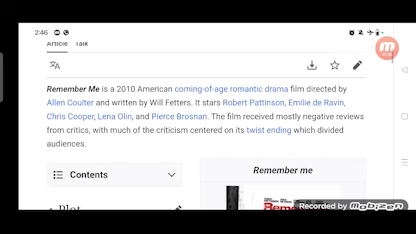 2:46
Article Talk
Remember Me is a 2010 American coming-of-age romantic drama film directed by
Allen Coulter and written by Will Fetters. It stars Robert Pattinson, Emilie de Ravin,
Chris Cooper, Lena Olin, and Pierce Brosnan. The film received mostly negative reviews
from critics, with much of the criticism centered on its twist ending which divided
audiences.
Contents
Remember me
Plot
Reme
Recorded by MOBIZEN